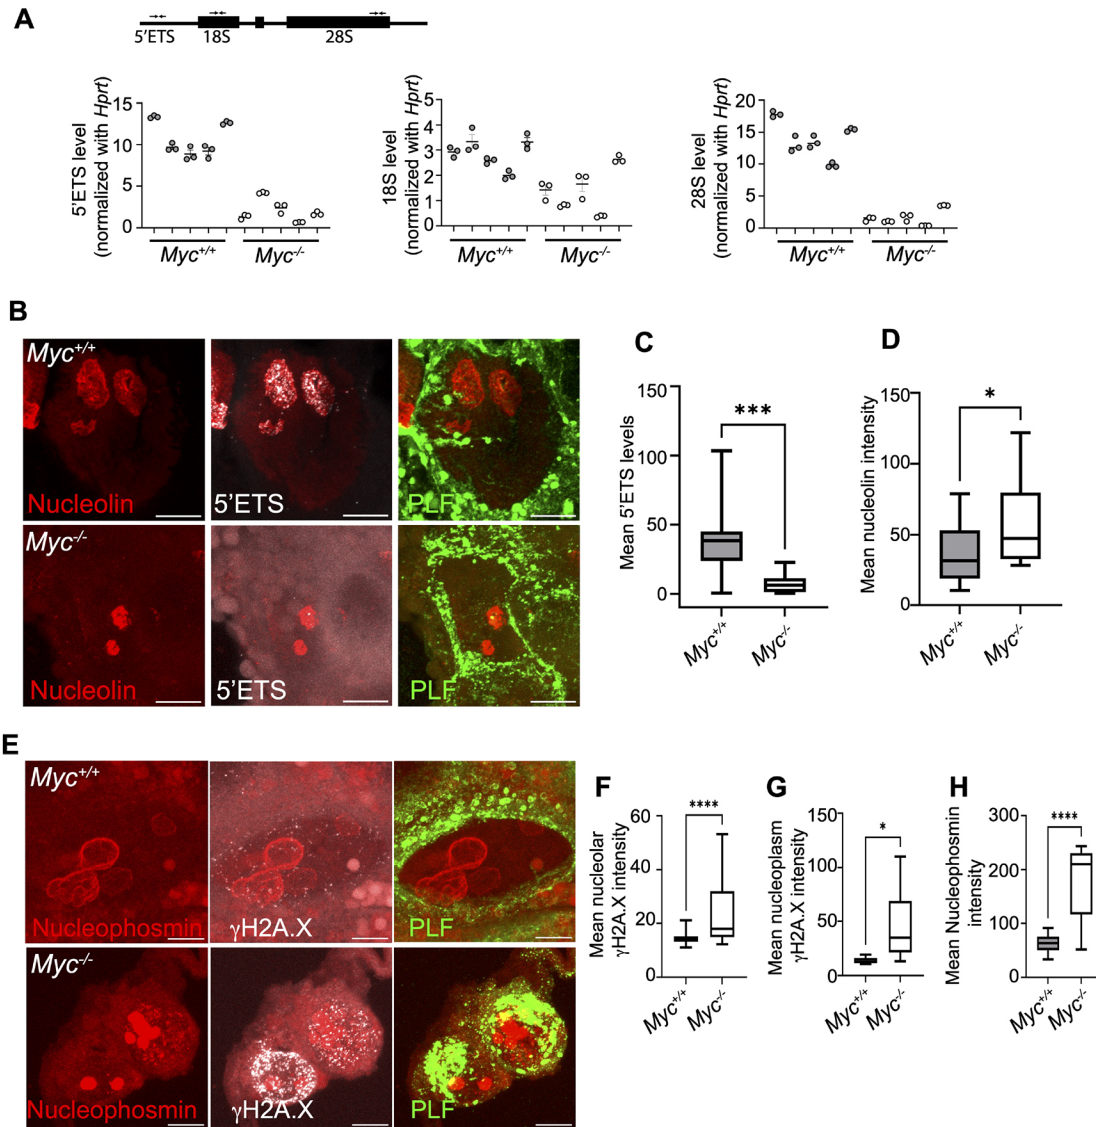 A
5'ETS 18S 28S
5'ETS level
(normalized with Hprt)
15
10
5
0
Myc+/+ Myc-/-
18S level
(normalized with Hprt)
5
4
3
2
1
0
Myc+/+ Myc-/-
28S level
(normalized with Hprt)
20
15
10
5
0
Myc+/+ Myc-/-
B
Myc+/+
Nucleolin 5'ETS PLF
Myc-/-
Nucleolin 5'ETS PLF
C
Mean 5'ETS levels
150
100
50
0
***
Myc+/+ Myc-/-
D
Mean nucleolin intensity
150
100
50
0
*
Myc+/+ Myc-/-
E
Myc+/+
Nucleophosmin γH2A.X PLF
Myc-/-
Nucleophosmin γH2A.X PLF
F
Mean nucleolar
γH2A.X intensity
60
40
20
0
****
Myc+/+ Myc-/-
G
Mean nucleoplasm
γH2A.X intensity
150
100
50
0
*
Myc+/+ Myc-/-
H
Mean Nucleophosmin
intensity
300
200
100
0
****
Myc+/+ Myc-/-